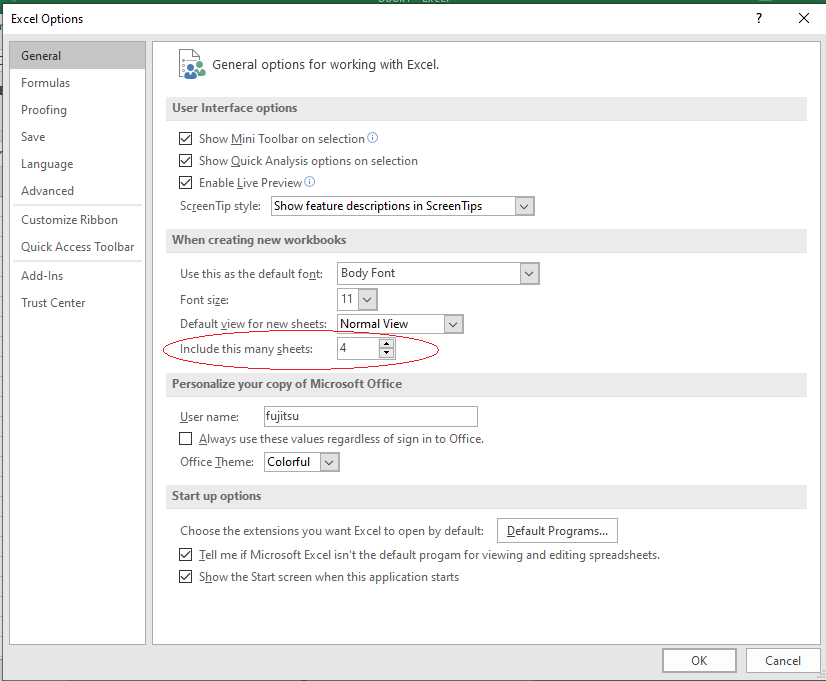 Excel Options ?
General
Formulas
Proofing
Save
Language
Advanced
Customize Ribbon
Quick Access Toolbar
Add-Ins
Trust Center
General options for working with Excel.
User Interface options
Show Mini Toolbar on selection
Show Quick Analysis options on selection
Enable Live Preview
ScreenTip style: Show feature descriptions in ScreenTips
When creating new workbooks
Use this as the default font: Body Font
Font size: 11
Default view for new sheets: Normal View
Include this many sheets: 4
Personalize your copy of Microsoft Office
User name: fujitsu
Always use these values regardless of sign in to Office.
Office Theme: Colorful
Start up options
Choose the extensions you want Excel to open by default: Default Programs...
Tell me if Microsoft Excel isn't the default progam for viewing and editing spreadsheets.
Show the Start screen when this application starts
OK Cancel